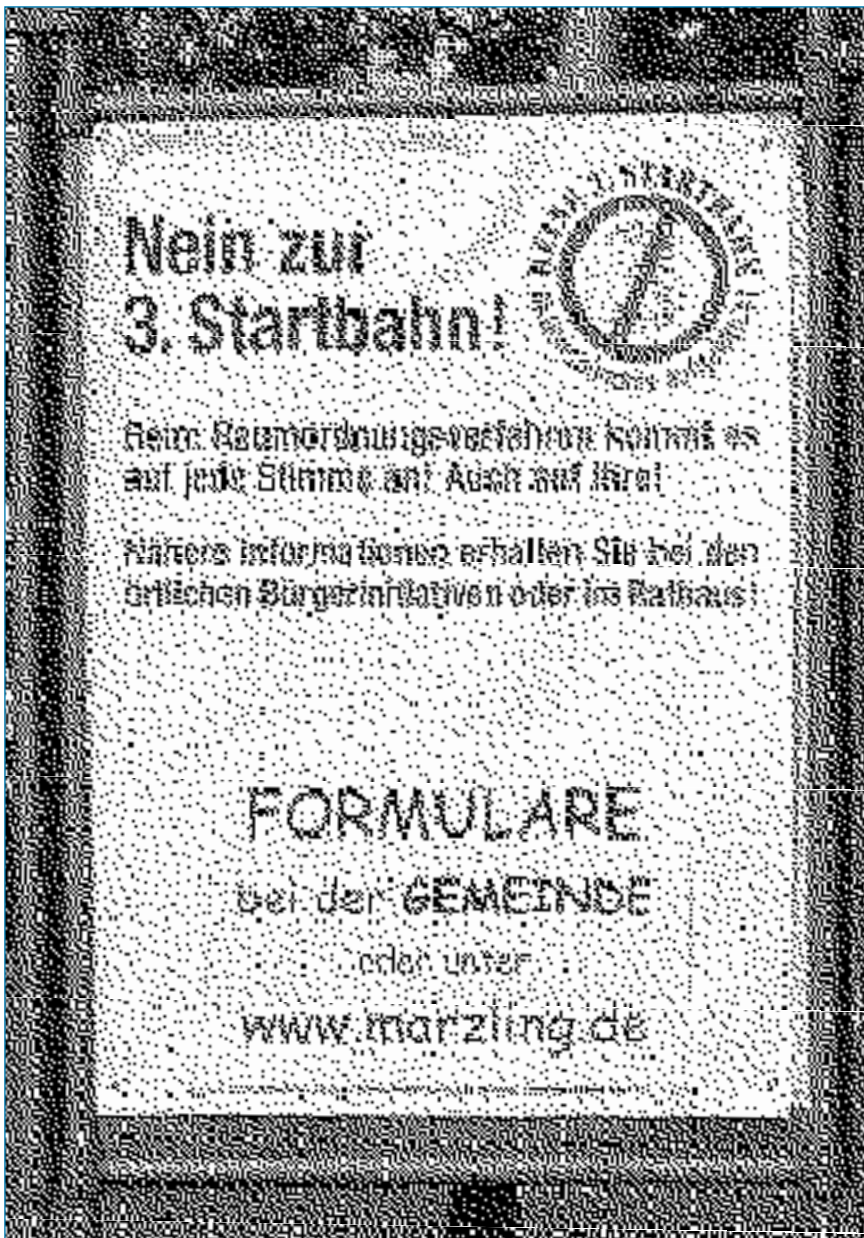 Nein zur
3. Startbahn!
STARTBAHN
Beim Raumordnungsverfahren kommt es
auf jede Stimme an! Auch auf Ihre!
Nähere Informationen erhalten Sie bei den
örtlichen Bürgerinitiativen oder im Rathaus!
FORMULARE
bei der GEMEINDE
oder unter
www.marzling.de